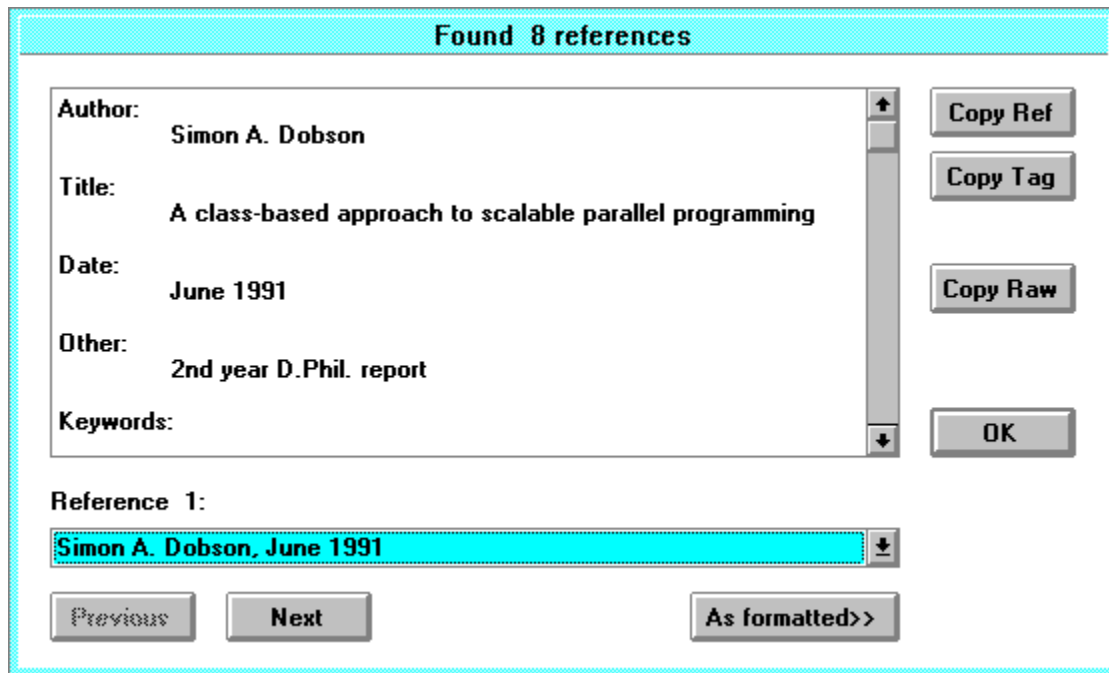 Found 8 references
Author:
Simon A. Dobson
Title:
A class-based approach to scalable parallel programming
Date:
June 1991
Other:
2nd year D.Phil. report
Keywords:
Copy Ref
Copy Tag
Copy Raw
OK
Reference 1:
Simon A. Dobson, June 1991
Previous
Next
As formatted>>